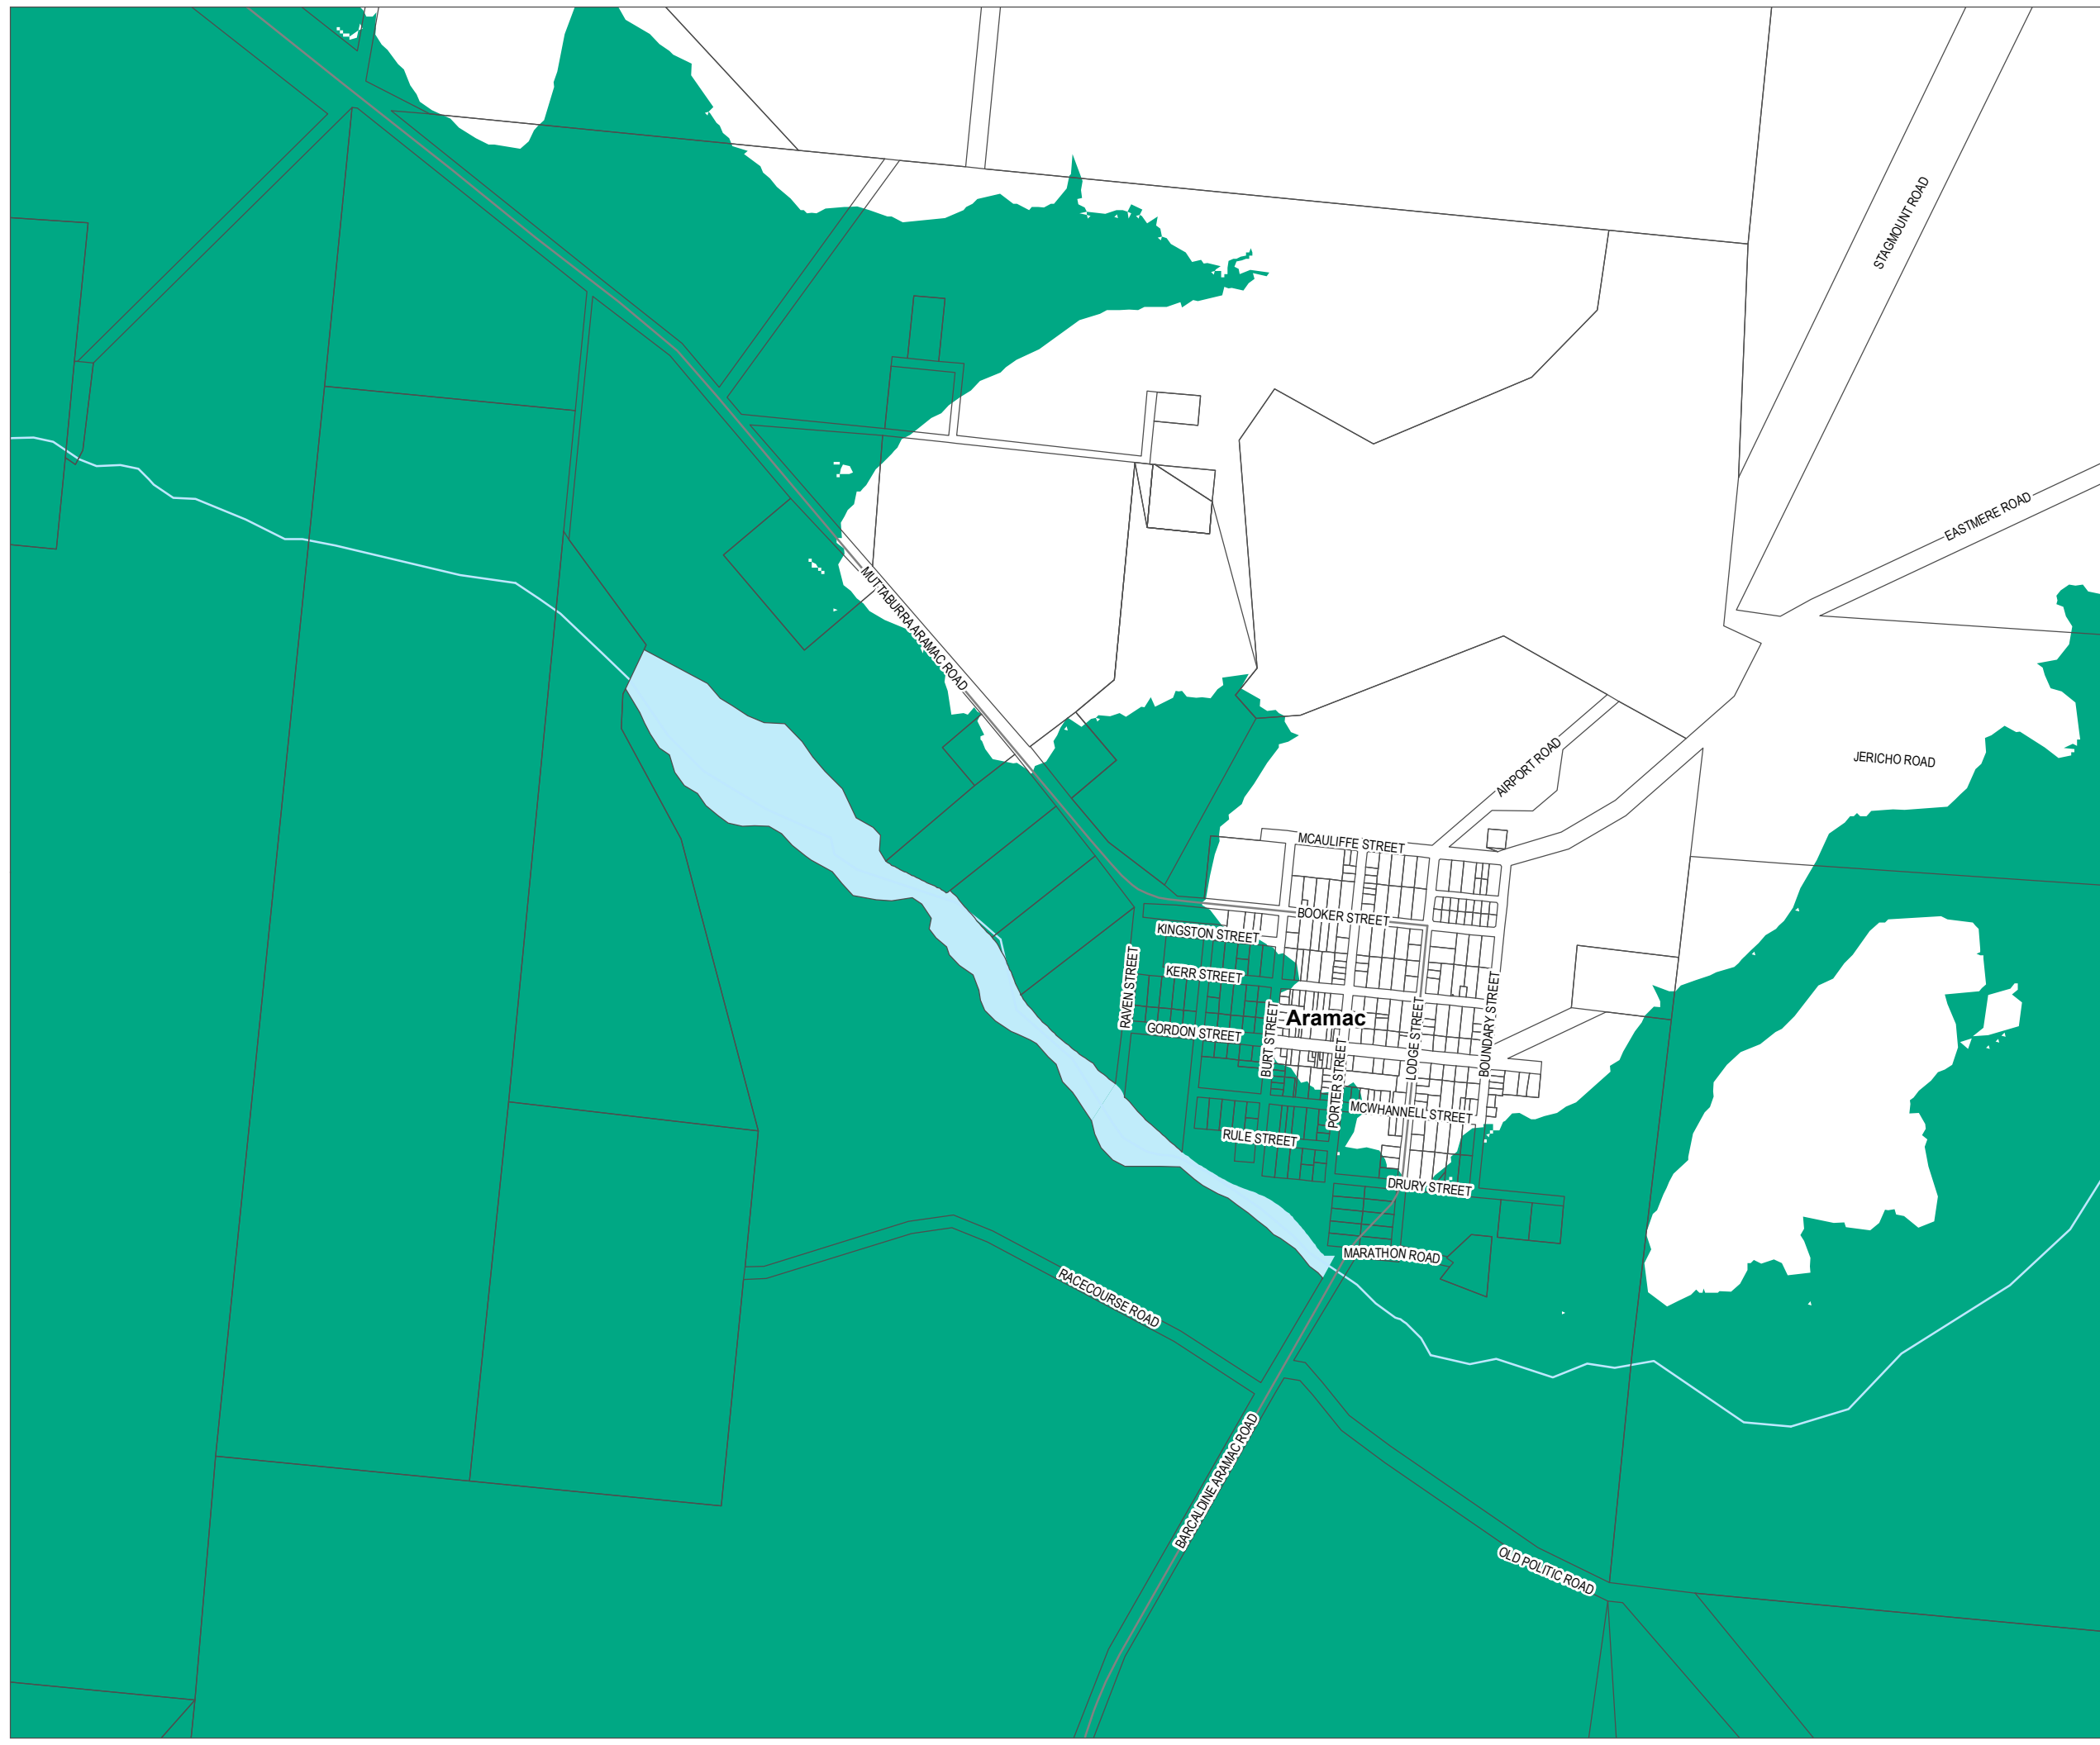 STAGMOUNT ROAD
EASTMERE ROAD
MUTTABURRA ARAMAC ROAD
JERICHO ROAD
AIRPORT ROAD
MCAULIFFE STREET
BOOKER STREET
KINGSTON STREET
KERR STREET
RAVEN STREET
Aramac
GORDON STREET
BURT STREET
PORTER STREET
LODGE STREET
BOUNDARY STREET
MCWHANNELL STREET
RULE STREET
DRURY STREET
MARATHON ROAD
RACECOURSE ROAD
BARCALDINE ARAMAC ROAD
OLD POLITIC ROAD